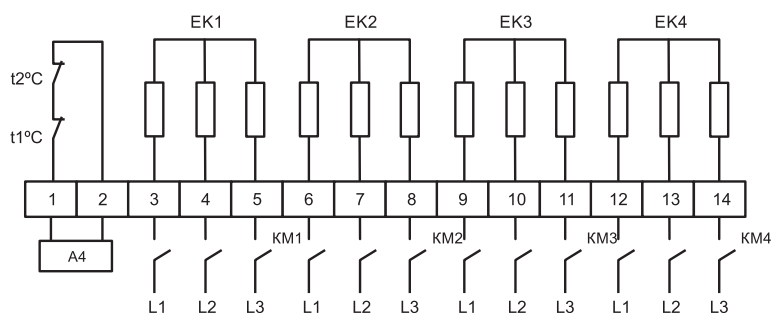 EK1 EK2 EK3 EK4
t2ºC
t1ºC
1 2 3 4 5 6 7 8 9 10 11 12 13 14
A4 KM1 KM2 KM3 KM4
L1 L2 L3 L1 L2 L3 L1 L2 L3 L1 L2 L3